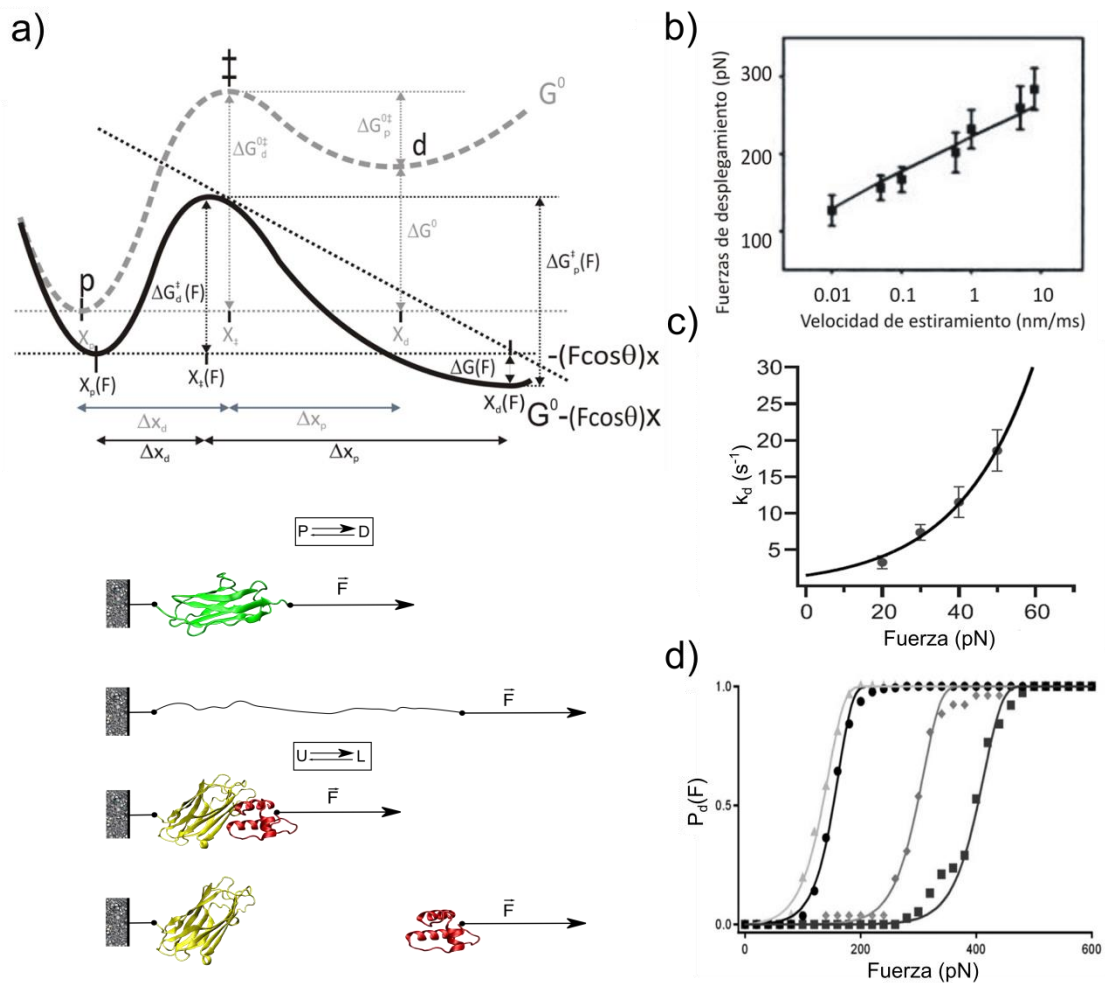 a)
‡
G⁰
ΔG_d^{0‡}
ΔG_p^{0‡}
d
ΔG⁰
p
ΔG_d^‡(F)
ΔG_p^‡(F)
X_p
X_‡
X_d
ΔG(F)
-(Fcosθ)x
X_p(F)
X_‡(F)
X_d(F)
G⁰-(Fcosθ)x
Δx_d
Δx_p
Δx_d
Δx_p
P ⇌ D
F⃗
F⃗
U ⇌ L
F⃗
F⃗
b)
Fuerzas de desplegamiento (pN)
300
200
100
0.01 0.1 1 10
Velocidad de estiramiento (nm/ms)
c)
k_d (s⁻¹)
30
25
20
15
10
5
0 20 40 60
Fuerza (pN)
d)
P_d(F)
1.0
0.5
0.0
0 200 400 600
Fuerza (pN)